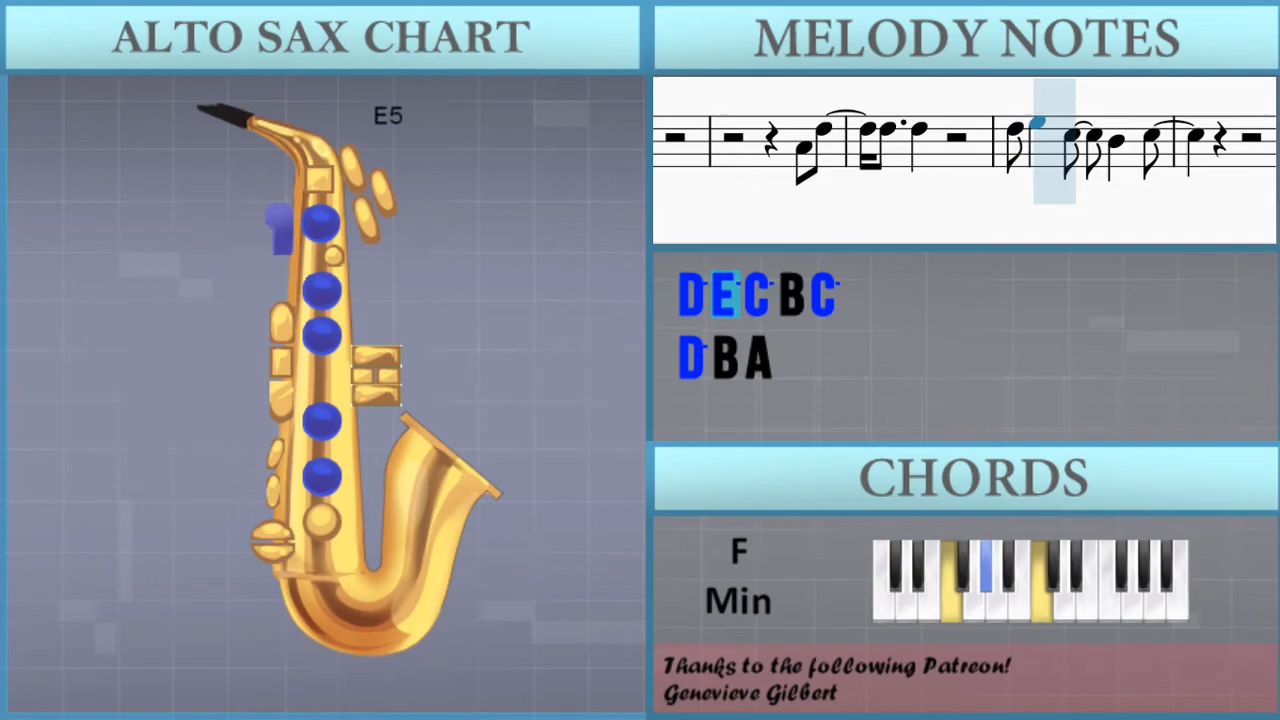 ALTO SAX CHART
E5
MELODY NOTES
DECBC
DBA
CHORDS
F
Min
Thanks to the following Patreon!
Genevieve Gilbert